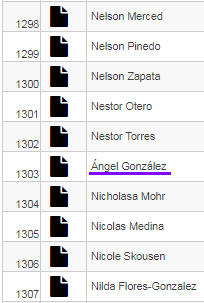 1298 Nelson Merced
1299 Nelson Pinedo
1300 Nelson Zapata
1301 Nestor Otero
1302 Nestor Torres
1303 Ángel González
1304 Nicholasa Mohr
1305 Nicolas Medina
1306 Nicole Skousen
1307 Nilda Flores-Gonzalez